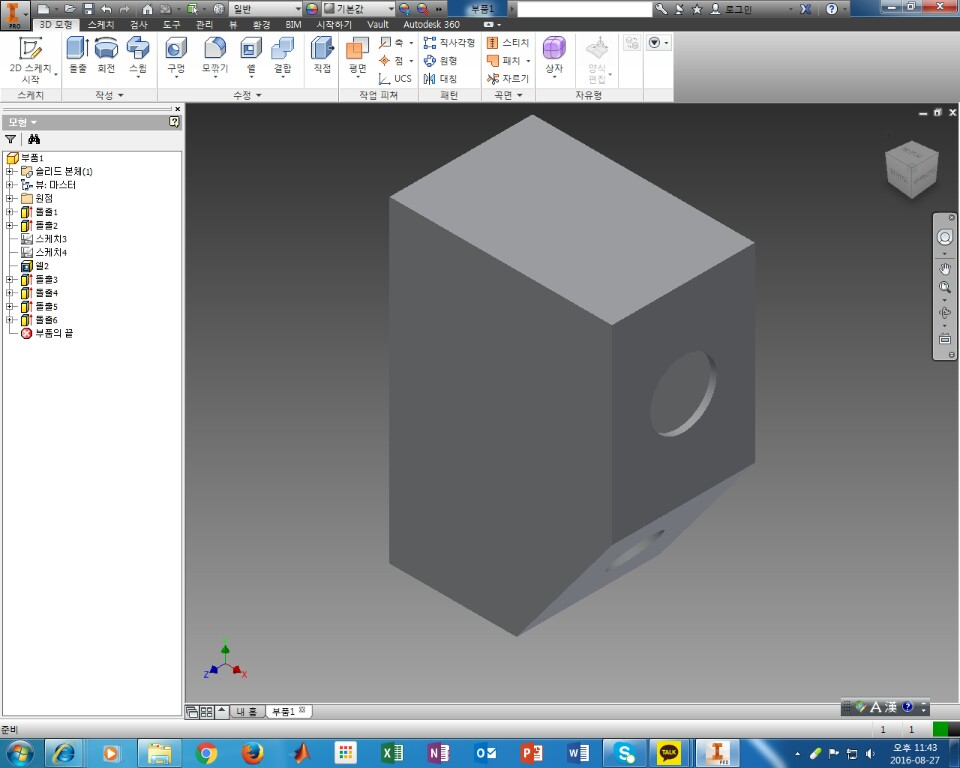 일반
기본값
부품1
로그인
PRO
3D 모형 스케치 검사 도구 관리 뷰 환경 BIM 시작하기 Vault Autodesk 360
2D 스케치 시작
돌출 회전 스윕
구멍 모깎기 쉘 결합
직접
평면
축
점
UCS
직사각형
원형
대칭
스티치
패치
자르기
상자
양식 편집
스케치 작성 수정 작업 피쳐 패턴 곡면 자유형
모형
부품1
솔리드 본체(1)
뷰: 마스터
원점
돌출1
돌출2
스케치3
스케치4
쉘2
돌출3
돌출4
돌출5
돌출6
부품의 끝
Y
Z
X
내 홈
부품1
A 漢
준비
1 1
TALK
오후 11:43
2016-08-27